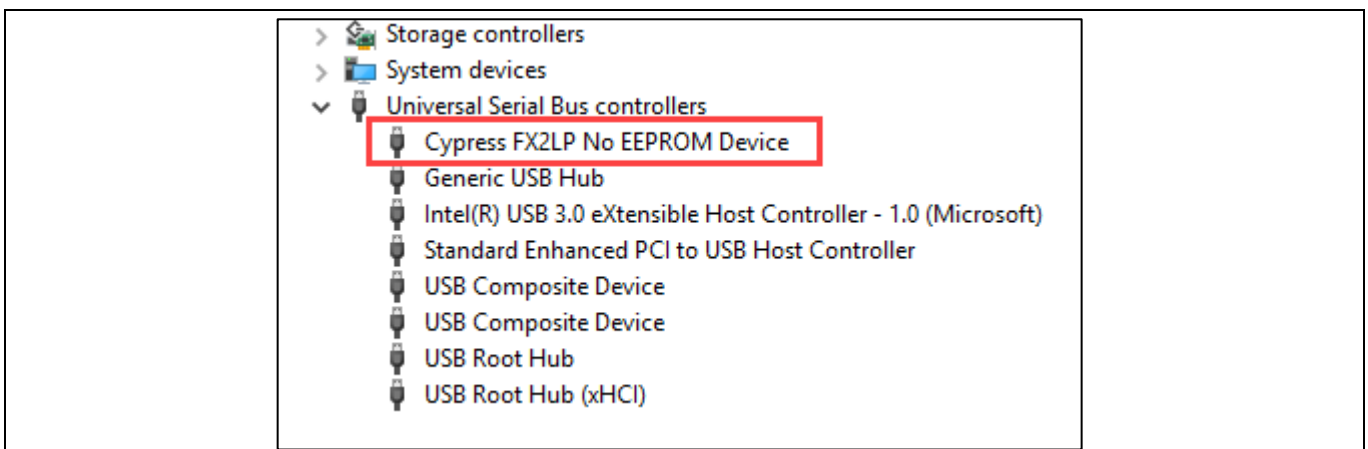 Storage controllers
System devices
Universal Serial Bus controllers
Cypress FX2LP No EEPROM Device
Generic USB Hub
Intel(R) USB 3.0 eXtensible Host Controller - 1.0 (Microsoft)
Standard Enhanced PCI to USB Host Controller
USB Composite Device
USB Composite Device
USB Root Hub
USB Root Hub (xHCI)